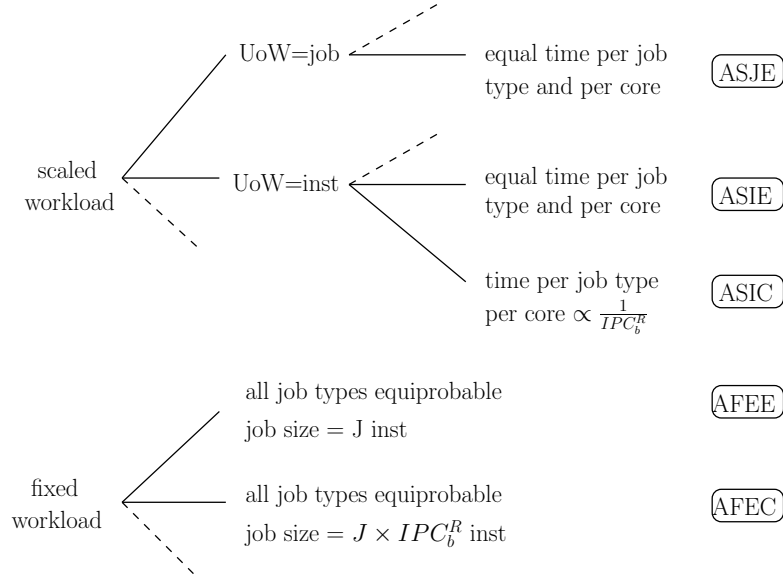 UoW=job
equal time per job
type and per core
ASJE
scaled
workload
UoW=inst
equal time per job
type and per core
ASIE
time per job type
per core ∝ 1/IPC_b^R
ASIC
all job types equiprobable
job size = J inst
AFEE
fixed
workload
all job types equiprobable
job size = J × IPC_b^R inst
AFEC